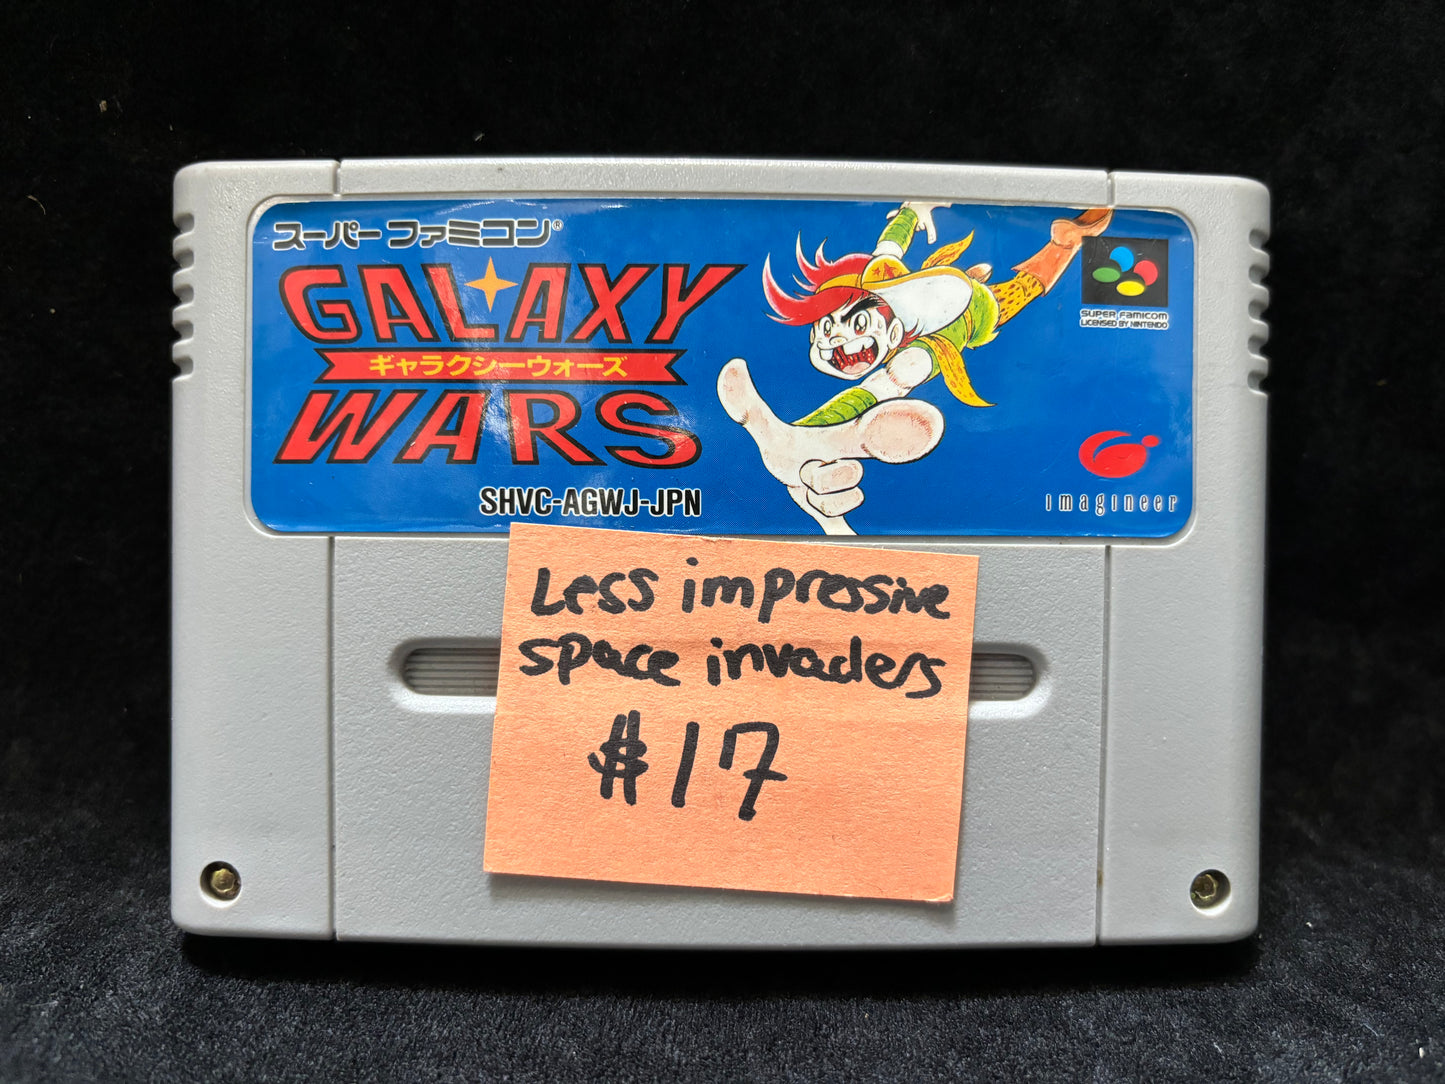 スーパーファミコン®
GALAXY
ギャラクシーウォーズ
WARS
SHVC-AGWJ-JPN
SUPER FAMICOM
LICENSED BY NINTENDO
imagineer
Less impressive
space invaders
#17